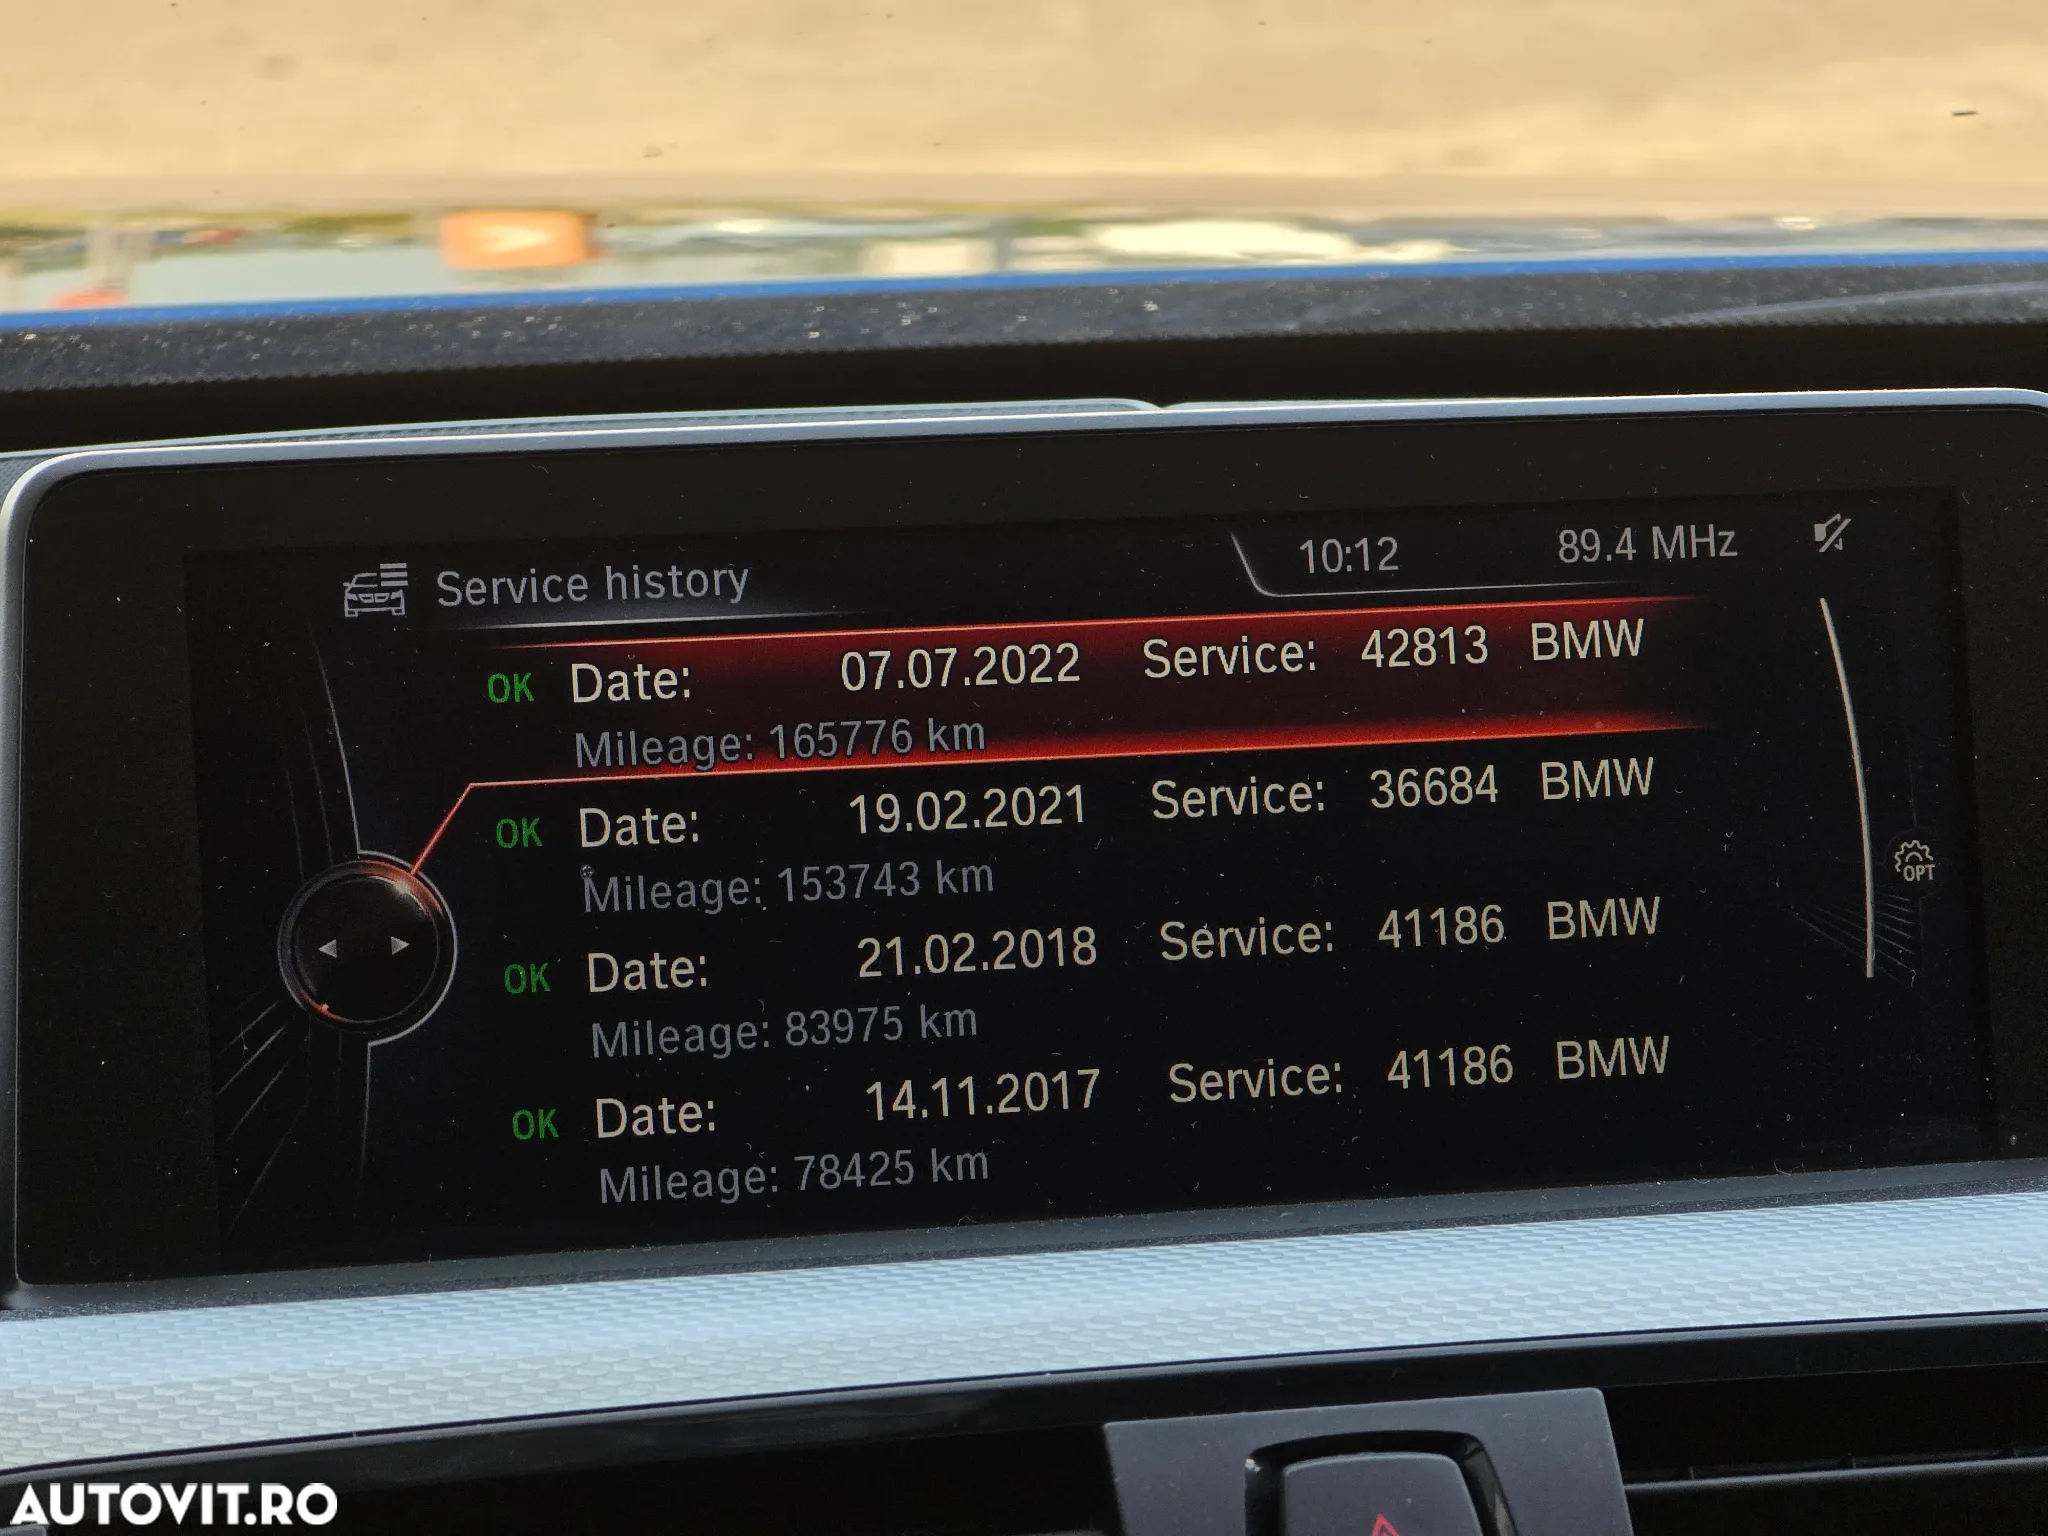 Service history 10:12 89.4 MHz
OK Date: 07.07.2022 Service: 42813 BMW
Mileage: 165776 km
OK Date: 19.02.2021 Service: 36684 BMW
Mileage: 153743 km
OPT
OK Date: 21.02.2018 Service: 41186 BMW
Mileage: 83975 km
OK Date: 14.11.2017 Service: 41186 BMW
Mileage: 78425 km
AUTOVIT.RO